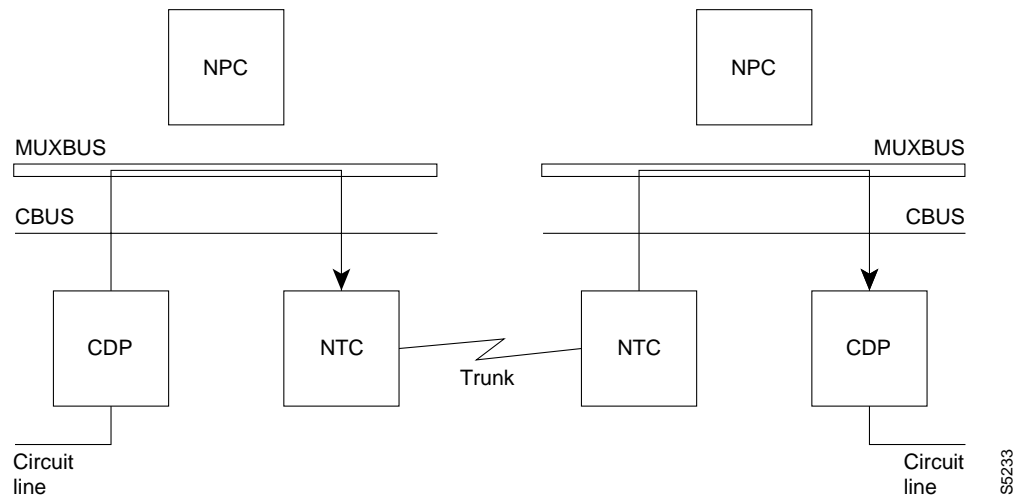 NPC
NPC
MUXBUS
MUXBUS
CBUS
CBUS
CDP
NTC
NTC
CDP
Trunk
Circuit
line
Circuit
line
S5233